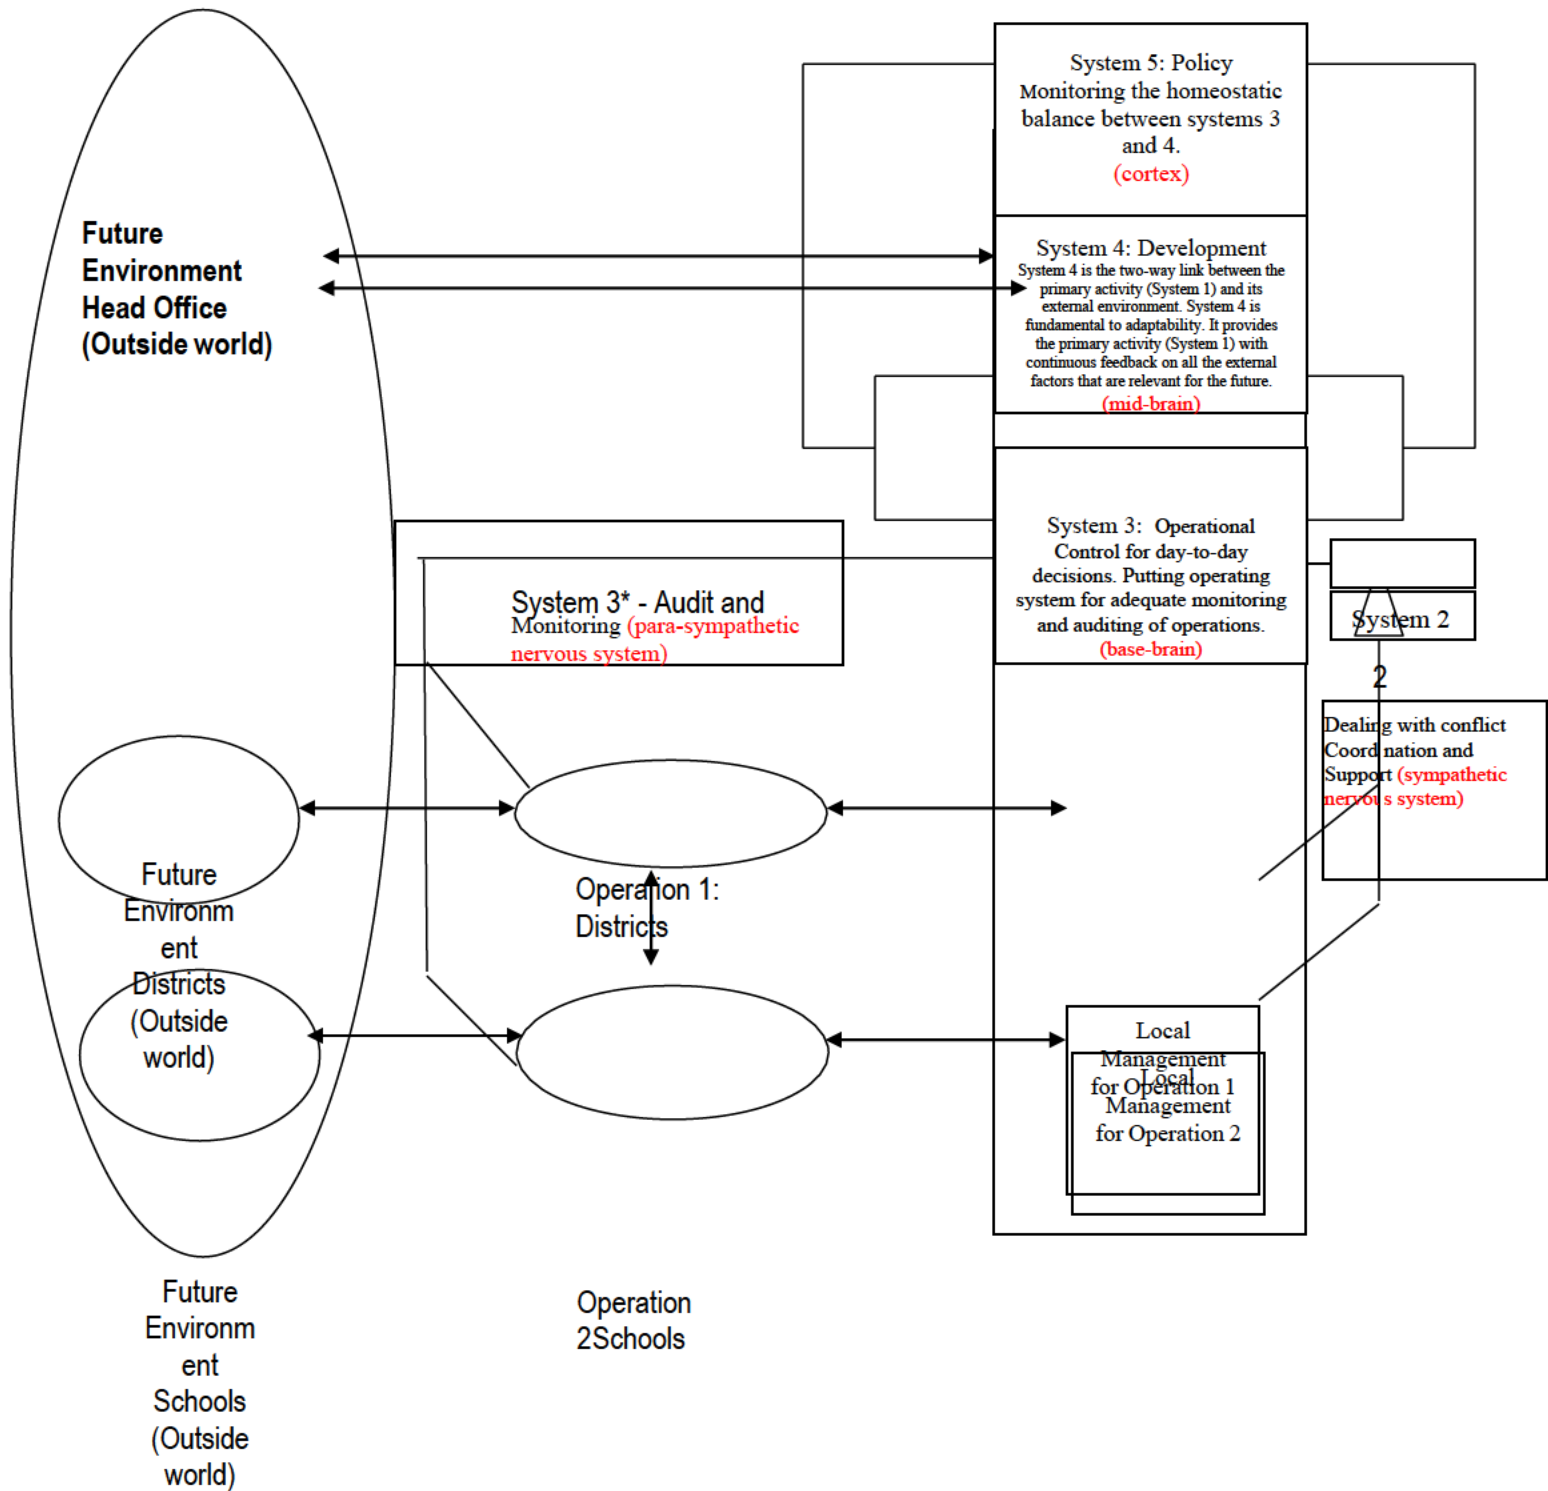 System 5: Policy
Monitoring the homeostatic
balance between systems 3
and 4.
(cortex)
Future
Environment
Head Office
(Outside world)
System 4: Development
System 4 is the two-way link between the
primary activity (System 1) and its
external environment. System 4 is
fundamental to adaptability. It provides
the primary activity (System 1) with
continuous feedback on all the external
factors that are relevant for the future.
(mid-brain)
System 3* - Audit and
Monitoring (para-sympathetic
nervous system)
System 3: Operational
Control for day-to-day
decisions. Putting operating
system for adequate monitoring
and auditing of operations.
(base-brain)
System 2
2
Dealing with conflict
Coordination and
Support (sympathetic
nervous system)
Future
Environm
ent
Districts
(Outside
world)
Operation 1:
Districts
Local
Management
for Operation 1
Local
Management
for Operation 2
Future
Environm
ent
Schools
(Outside
world)
Operation
2Schools